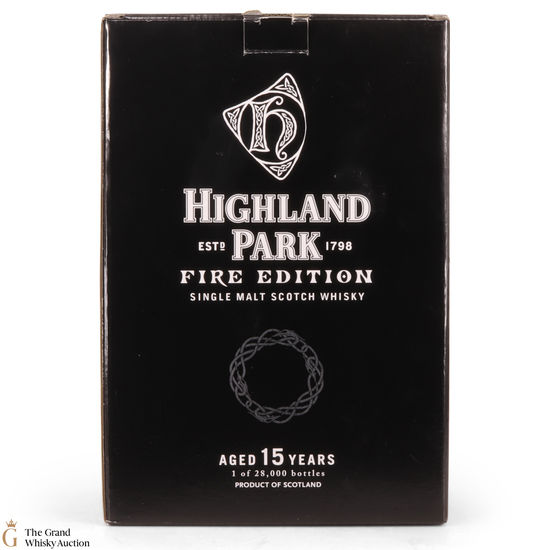 H
HIGHLAND
ESTD PARK 1798
FIRE EDITION
SINGLE MALT SCOTCH WHISKY
AGED 15 YEARS
1 of 28,000 bottles
PRODUCT OF SCOTLAND
G
The Grand
Whisky Auction